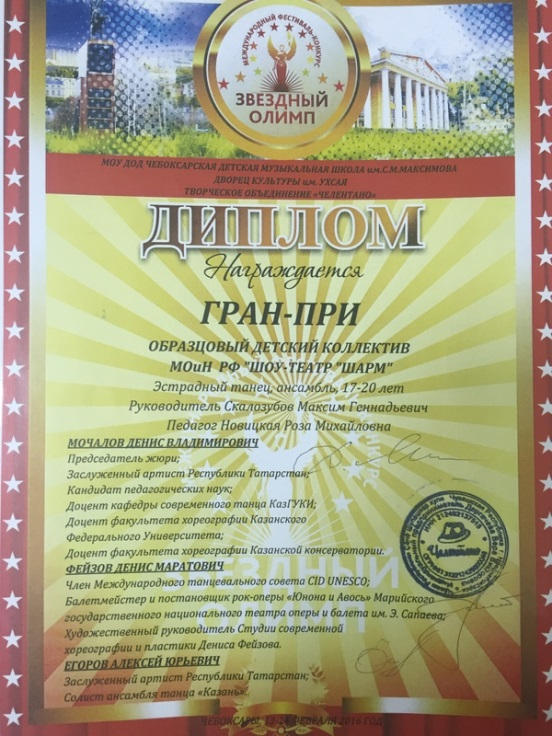 МЕЖДУНАРОДНЫЙ ФЕСТИВАЛЬ-КОНКУРС
ЗВЕЗДНЫЙ
ОЛИМП
МОУ ДОД ЧЕБОКСАРСКАЯ ДЕТСКАЯ МУЗЫКАЛЬНАЯ ШКОЛА им.С.М.МАКСИМОВА
ДВОРЕЦ КУЛЬТУРЫ им. УХСАЯ
ТВОРЧЕСКОЕ ОБЪЕДИНЕНИЕ «ЧЕЛЕНТАНО»
ДИПЛОМ
Награждается
ГРАН-ПРИ
ОБРАЗЦОВЫЙ ДЕТСКИЙ КОЛЛЕКТИВ
МОиН РФ "ШОУ-ТЕАТР "ШАРМ"
Эстрадный танец, ансамбль, 17-20 лет
Руководитель Скалозубов Максим Геннадьевич
Педагог Новицкая Роза Михайловна
МОЧАЛОВ ДЕНИС ВЛАДИМИРОВИЧ
Председатель жюри;
Заслуженный артист Республики Татарстан;
Кандидат педагогических наук;
Доцент кафедры современного танца КазГУКИ;
Доцент факультета хореографии Казанского
Федерального Университета;
Доцент факультета хореографии Казанской консерватории.
ФЕЙЗОВ ДЕНИС МАРАТОВИЧ
Член Международного танцевального совета CID UNESCO;
Балетмейстер и постановщик рок-оперы «Юнона и Авось» Марийского
государственного национального театра оперы и балета им. Э. Сапаева;
Художественный руководитель Студии современной
хореографии и пластики Дениса Фейзова.
ЕГОРОВ АЛЕКСЕЙ ЮРЬЕВИЧ
Заслуженный артист Республики Татарстан;
Солист ансамбля танца «Казань».
ФЕВРАЛЯ 2016 ГОД